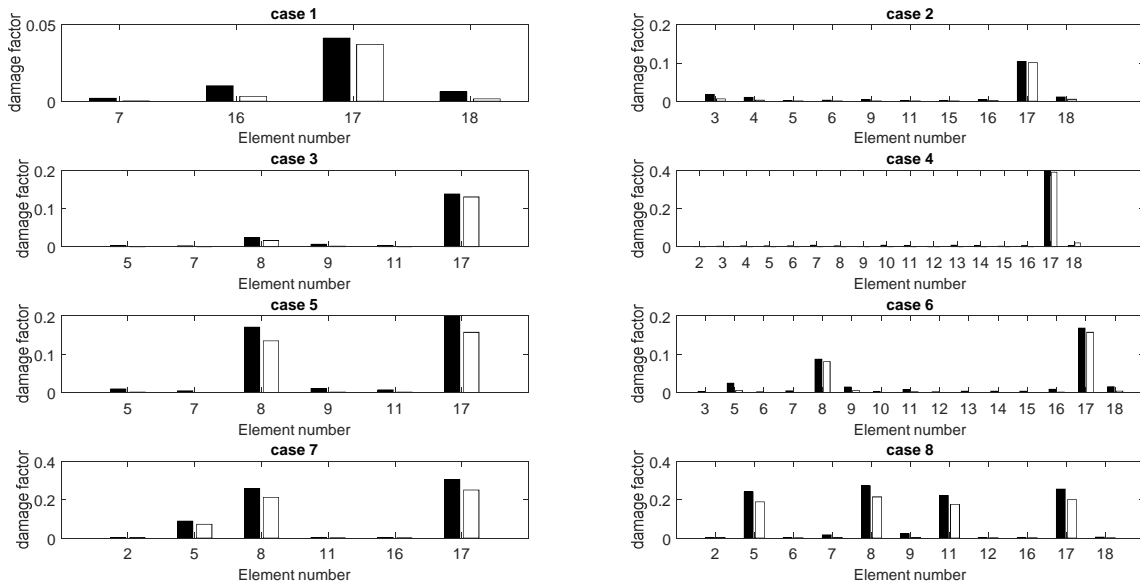 case 1
damage factor
0.05
0
7 16 17 18
Element number
case 2
damage factor
0.2
0.1
0
3 4 5 6 9 11 15 16 17 18
Element number
case 3
damage factor
0.2
0.1
0
5 7 8 9 11 17
Element number
case 4
damage factor
0.4
0.2
0
2 3 4 5 6 7 8 9 10 11 12 13 14 15 16 17 18
Element number
case 5
damage factor
0.2
0.1
0
5 7 8 9 11 17
Element number
case 6
damage factor
0.2
0.1
0
3 5 6 7 8 9 10 11 12 13 14 15 16 17 18
Element number
case 7
damage factor
0.4
0.2
0
2 5 8 11 16 17
Element number
case 8
damage factor
0.4
0.2
0
2 5 6 7 8 9 11 12 16 17 18
Element number